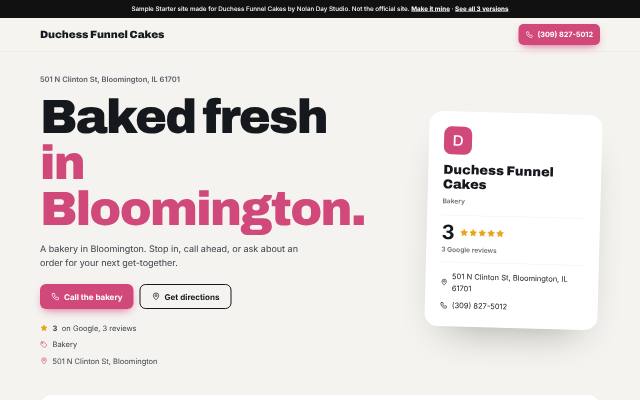 Sample Starter site made for Duchess Funnel Cakes by Nolan Day Studio. Not the official site. Make it mine · See all 3 versions
Duchess Funnel Cakes
(309) 827-5012
501 N Clinton St, Bloomington, IL 61701
Baked fresh
in
Bloomington.
A bakery in Bloomington. Stop in, call ahead, or ask about an
order for your next get-together.
Call the bakery
Get directions
3 on Google, 3 reviews
Bakery
501 N Clinton St, Bloomington
D
Duchess Funnel
Cakes
Bakery
3
3 Google reviews
501 N Clinton St, Bloomington, IL
61701
(309) 827-5012